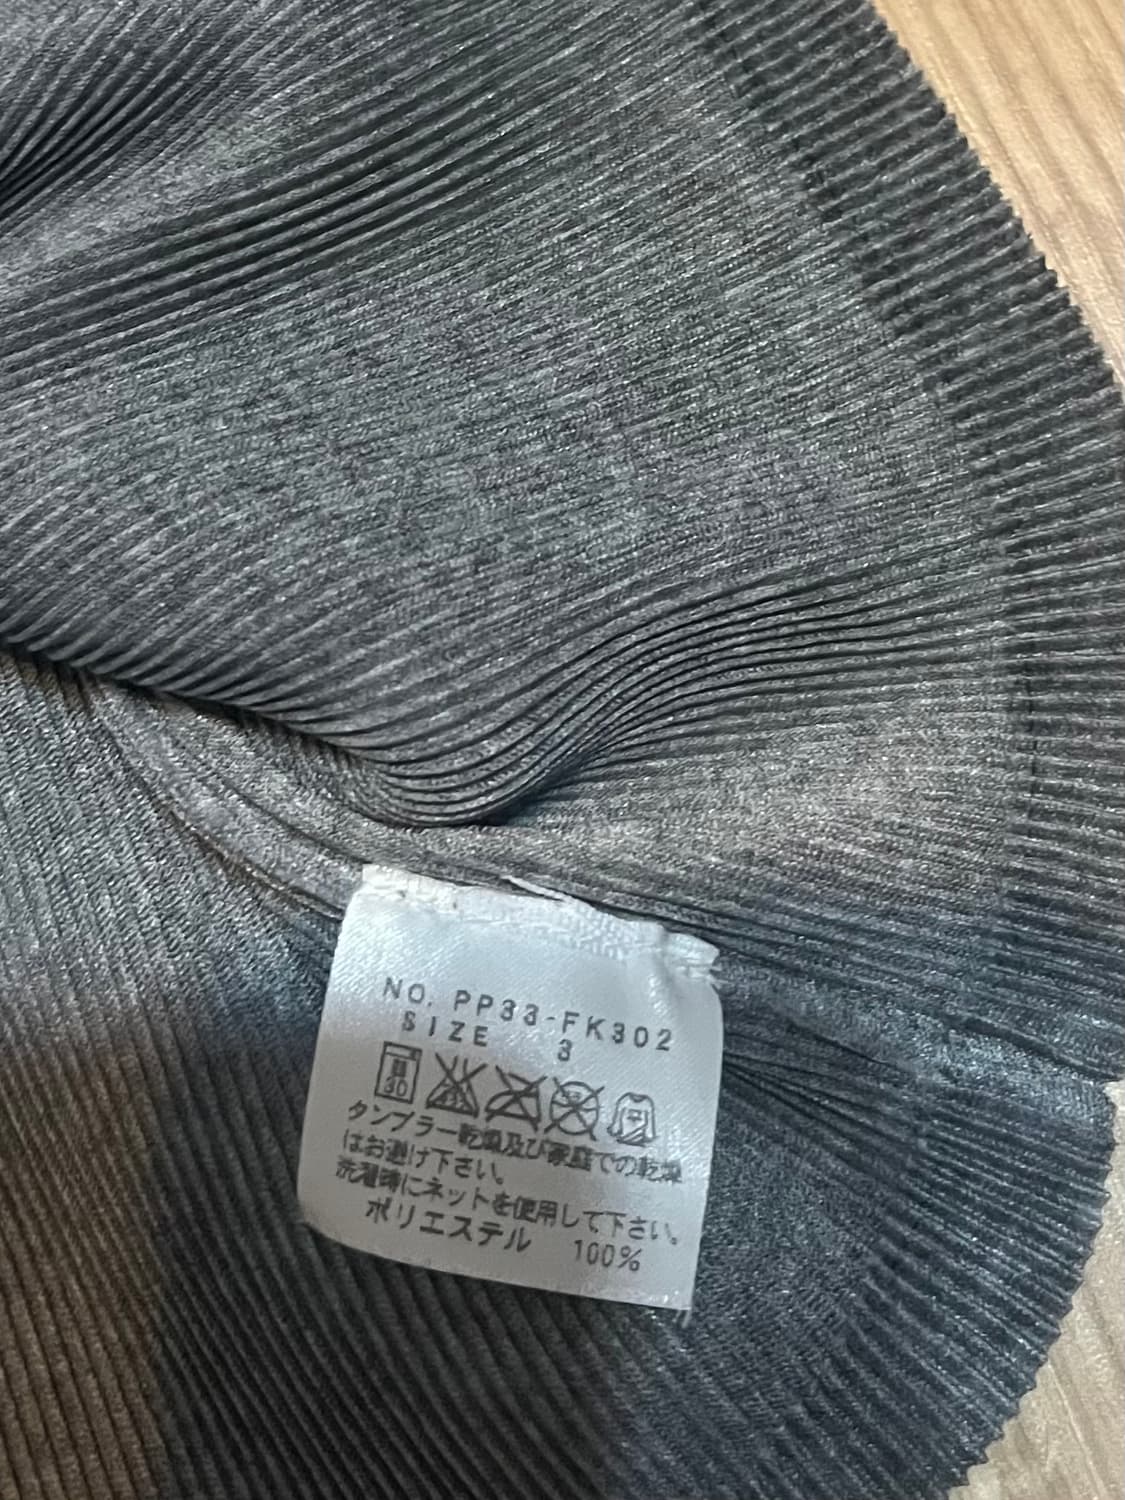 NO. PP33-FK302
SIZE 3
30
タンブラー乾燥及び家庭での乾燥
はお避け下さい。
洗濯時にネットを使用して下さい。
ポリエステル 100%